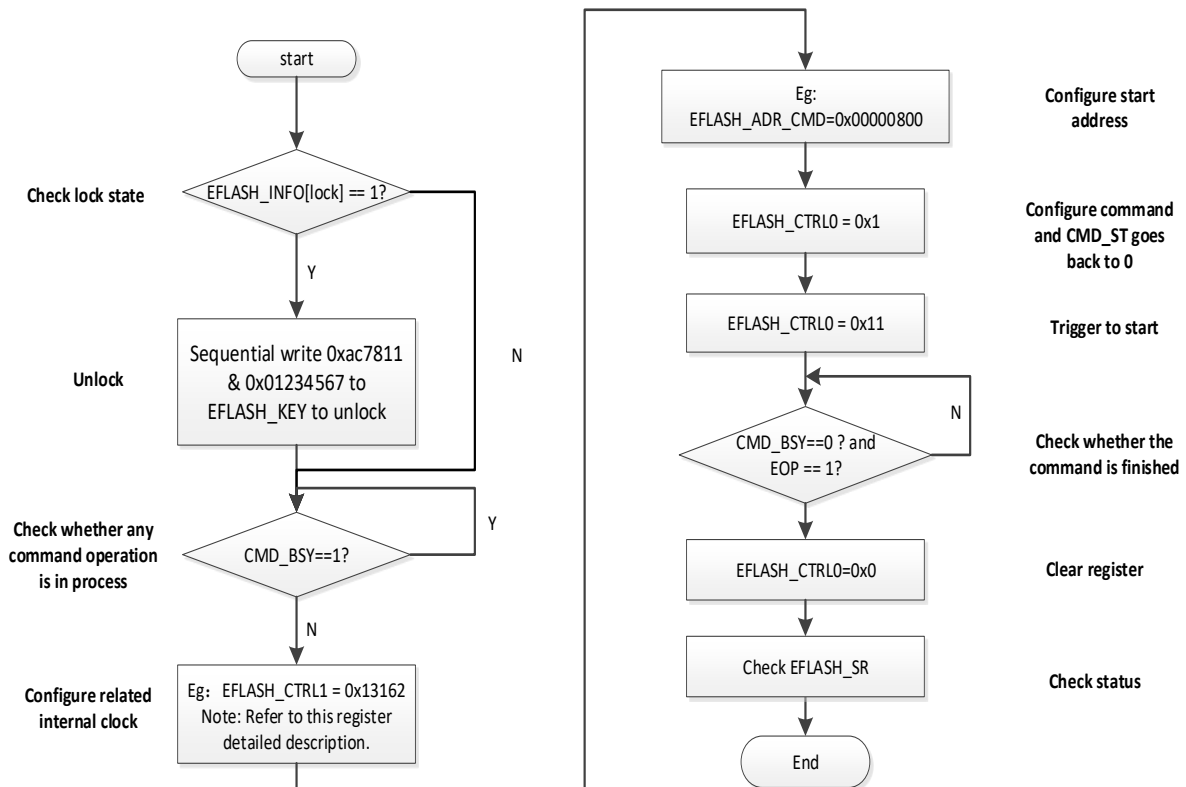 start
Check lock state
EFLASH_INFO[lock] == 1?
Y
N
Unlock
Sequential write 0xac7811
& 0x01234567 to
EFLASH_KEY to unlock
Check whether any
command operation
is in process
CMD_BSY==1?
Y
N
Configure related
internal clock
Eg: EFLASH_CTRL1 = 0x13162
Note: Refer to this register
detailed description.
Eg:
EFLASH_ADR_CMD=0x00000800
Configure start
address
EFLASH_CTRL0 = 0x1
Configure command
and CMD_ST goes
back to 0
EFLASH_CTRL0 = 0x11
Trigger to start
N
CMD_BSY==0 ? and
EOP == 1?
Check whether the
command is finished
EFLASH_CTRL0=0x0
Clear register
Check EFLASH_SR
Check status
End